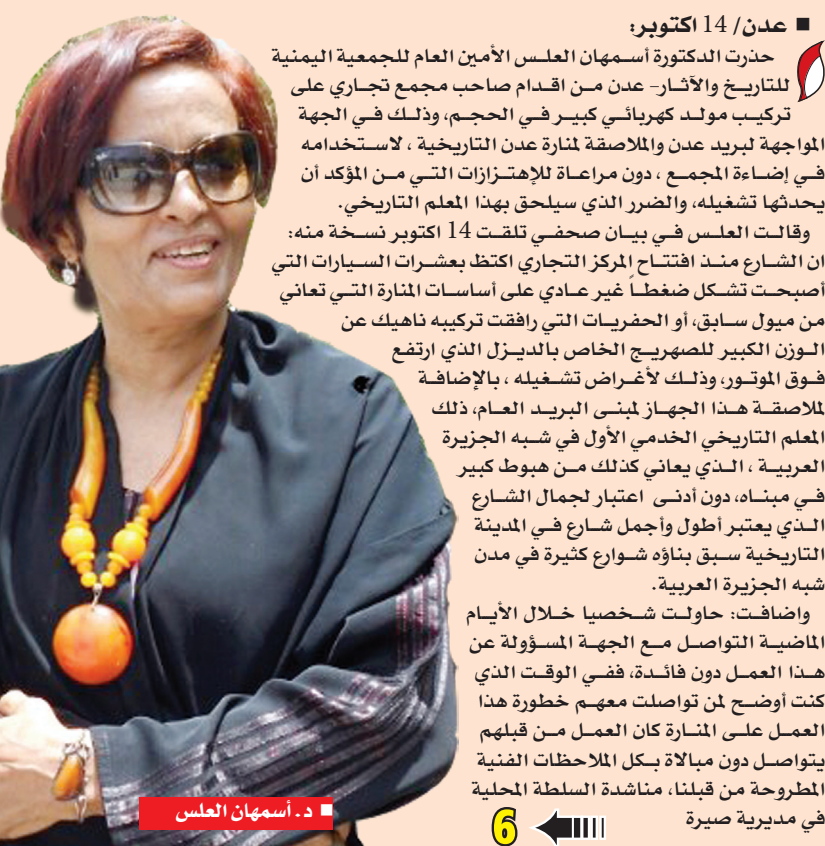 ■ عدن/ 14 اكتوبر:
حذرت الدكتورة أسمهان العلس الأمين العام للجمعية اليمنية
للتاريخ والآثار- عدن من اقدام صاحب مجمع تجاري على
تركيب مولد كهربائي كبير في الحجم، وذلك في الجهة
المواجهة لبريد عدن والملاصقة لمنارة عدن التاريخية ، لاستخدامه
في إضاءة المجمع ، دون مراعاة للإهتزازات التي من المؤكد أن
يحدثها تشغيله، والضرر الذي سيلحق بهذا المعلم التاريخي.
وقالت العلس في بيان صحفي تلقت 14 اكتوبر نسخة منه:
ان الشارع منذ افتتاح المركز التجاري اكتظ بعشرات السيارات التي
أصبحت تشكل ضغطاً غير عادي على أساسات المنارة التي تعاني
من ميول سابق، أو الحفريات التي رافقت تركيبه ناهيك عن
الوزن الكبير للصهريج الخاص بالديزل الذي ارتفع
فوق الموتور، وذلك لأغراض تشغيله ، بالإضافة
لملاصقة هذا الجهاز لمبنى البريد العام، ذلك
المعلم التاريخي الخدمي الأول في شبه الجزيرة
العربية ، الذي يعاني كذلك من هبوط كبير
في مبناه، دون أدنى اعتبار لجمال الشارع
الذي يعتبر أطول وأجمل شارع في المدينة
التاريخية سبق بناؤه شوارع كثيرة في مدن
شبه الجزيرة العربية.
واضافت: حاولت شخصيا خلال الأيام
الماضية التواصل مع الجهة المسؤولة عن
هذا العمل دون فائدة، ففي الوقت الذي
كنت أوضح لمن تواصلت معهم خطورة هذا
العمل على المنارة كان العمل من قبلهم
يتواصل دون مبالاة بكل الملاحظات الفنية
المطروحة من قبلنا، مناشدة السلطة المحلية
في مديرية صيرة
6
■ د. أسمهان العلس